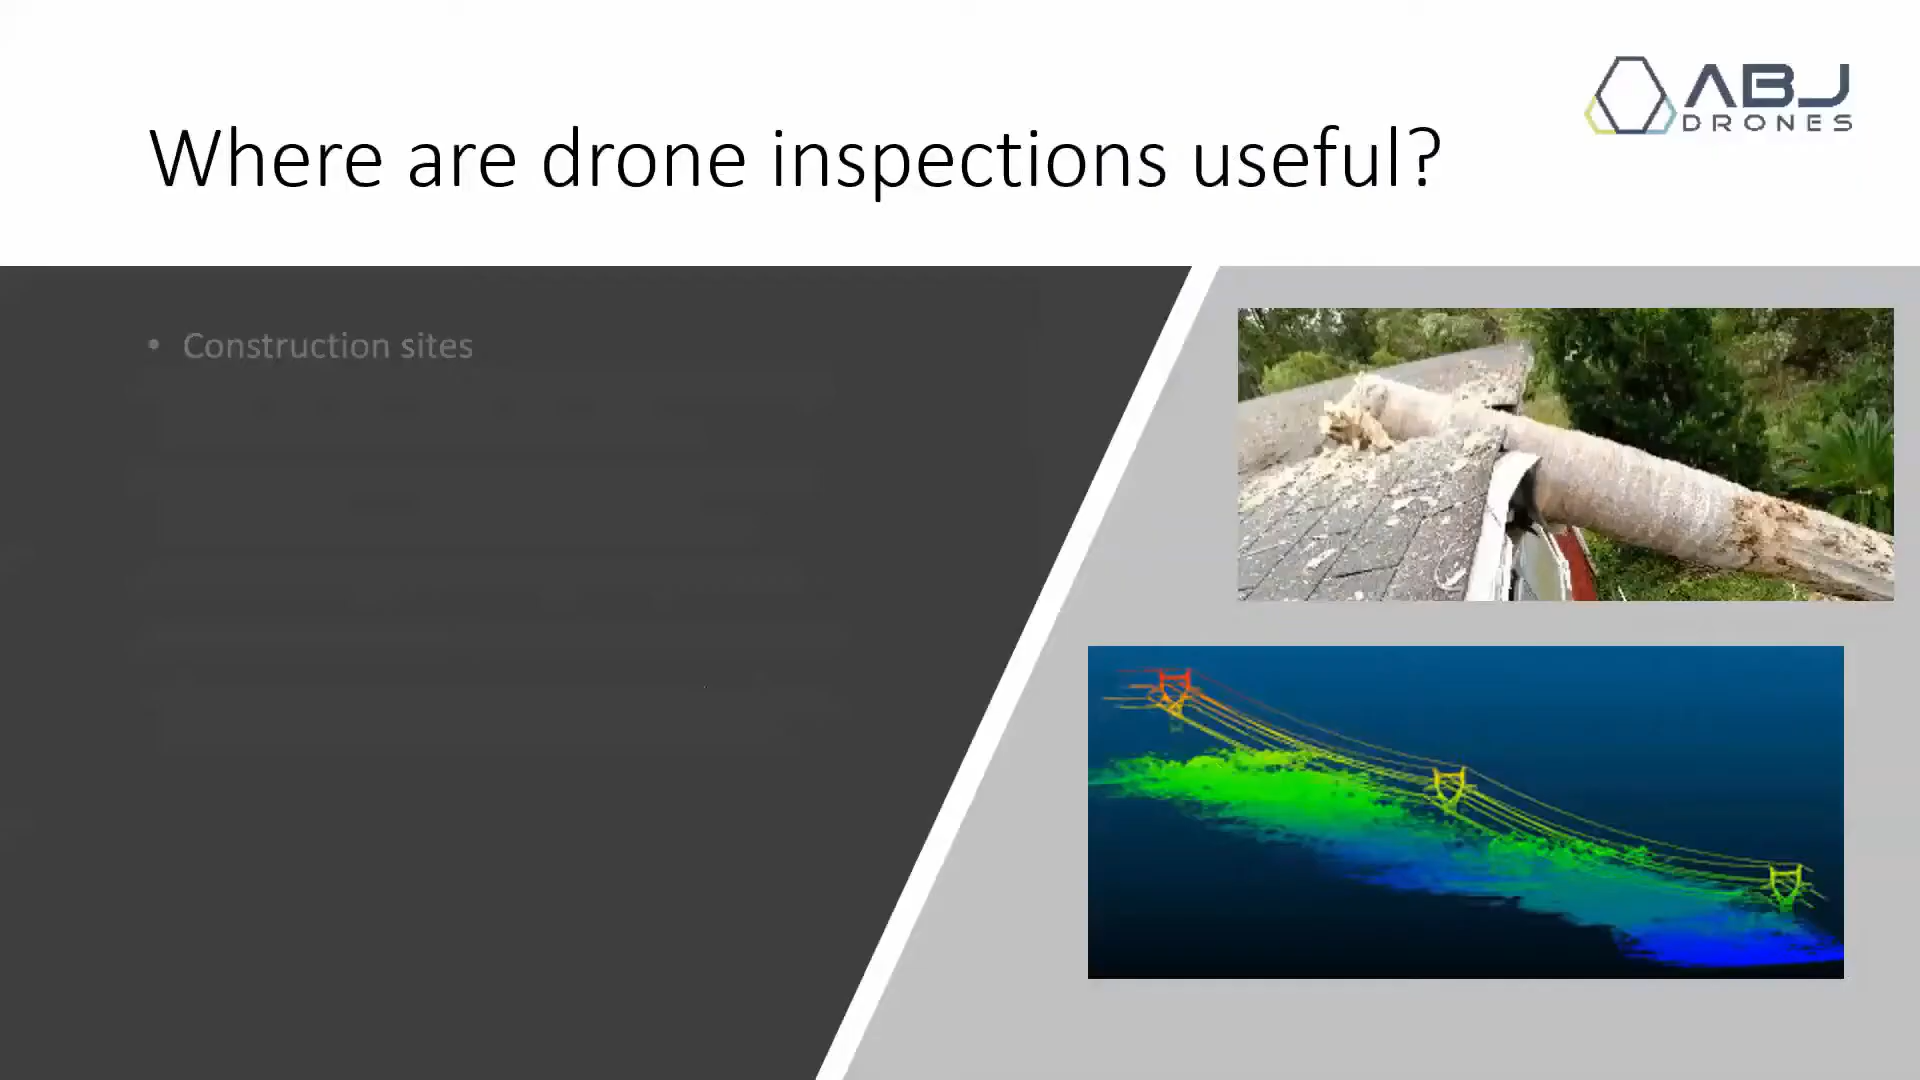 ABJ
DRONES
Where are drone inspections useful?
• Construction sites